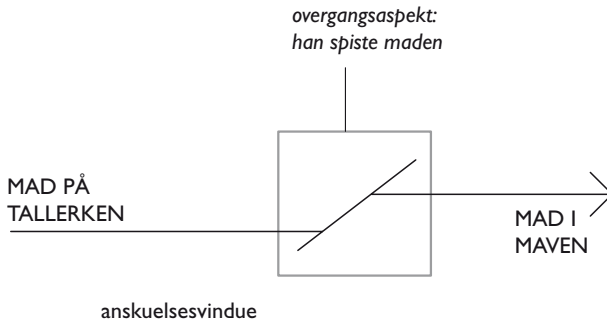 overgangsaspekt:
han spiste maden
MAD PÅ
TALLERKEN
MAD I
MAVEN
anskuelsesvindue